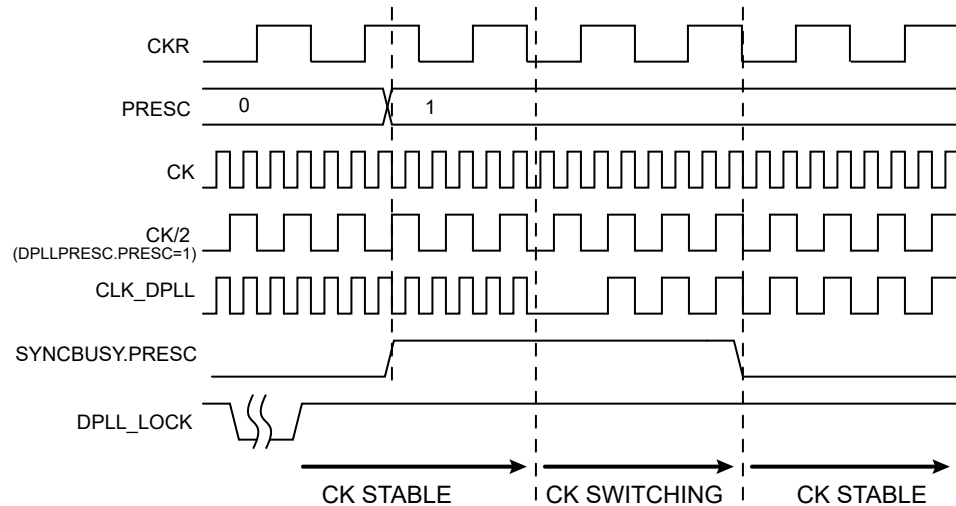 CKR
PRESC 0 1
CK
CK/2
(DPLLPRESC.PRESC=1)
CLK_DPLL
SYNCBUSY.PRESC
DPLL_LOCK
CK STABLE CK SWITCHING CK STABLE